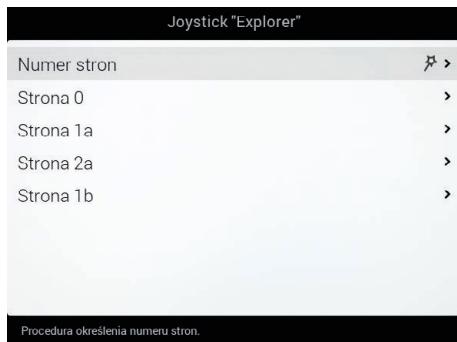 Joystick "Explorer"
Numer stron
Strona 0
Strona 1a
Strona 2a
Strona 1b
Procedura określenia numeru stron.